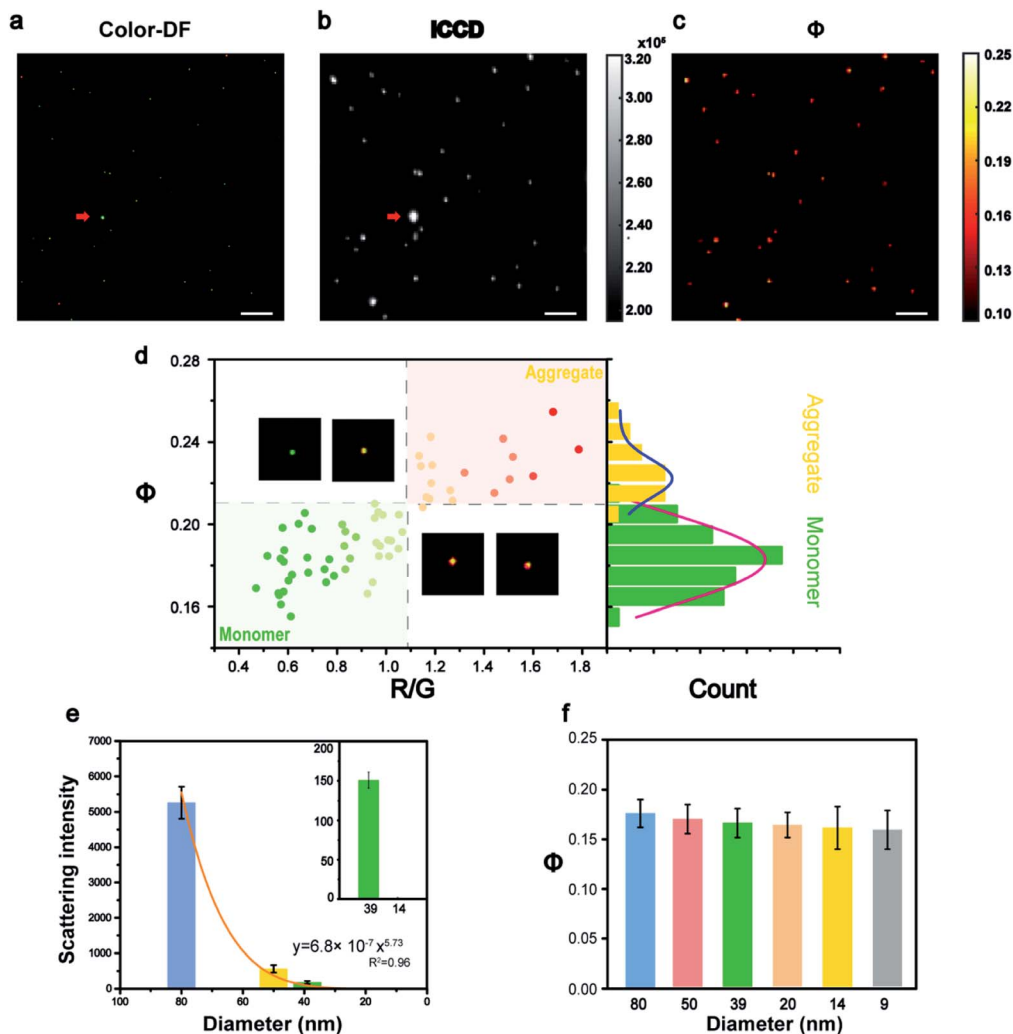 a
Color-DF
b
ICCD
c
Φ
x10⁵
3.20
3.00
2.80
2.60
2.40
2.20
2.00
0.25
0.22
0.19
0.16
0.13
0.10
d
Aggregate
Monomer
Φ
0.28
0.24
0.20
0.16
0.4 0.6 0.8 1.0 1.2 1.4 1.6 1.8
R/G
Count
Aggregate
Monomer
e
Scattering intensity
7000
6000
5000
4000
3000
2000
1000
0
100 80 60 40 20 0
Diameter (nm)
200
150
100
50
0
39 14
y=6.8× 10⁻⁷ x⁵·⁷³
R²=0.96
f
Φ
0.25
0.20
0.15
0.10
0.05
0.00
80 50 39 20 14 9
Diameter (nm)